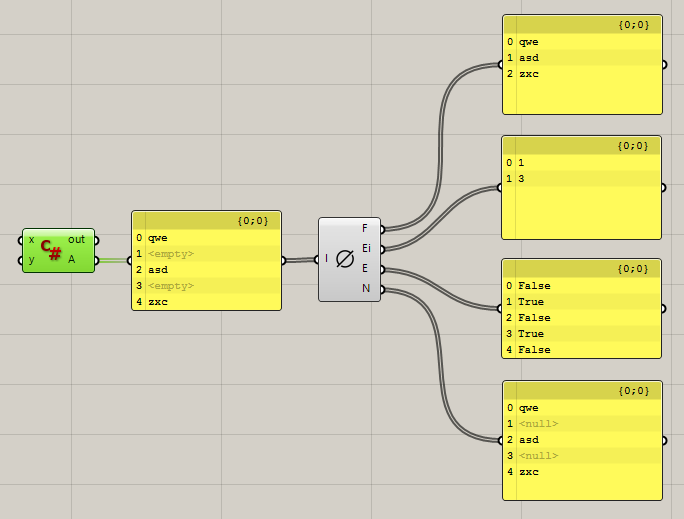 x out
y A
C#
{0;0}
0 qwe
1 <empty>
2 asd
3 <empty>
4 zxc
I
F
Ei
E
N
{0;0}
0 qwe
1 asd
2 zxc
{0;0}
0 1
1 3
{0;0}
0 False
1 True
2 False
3 True
4 False
{0;0}
0 qwe
1 <null>
2 asd
3 <null>
4 zxc